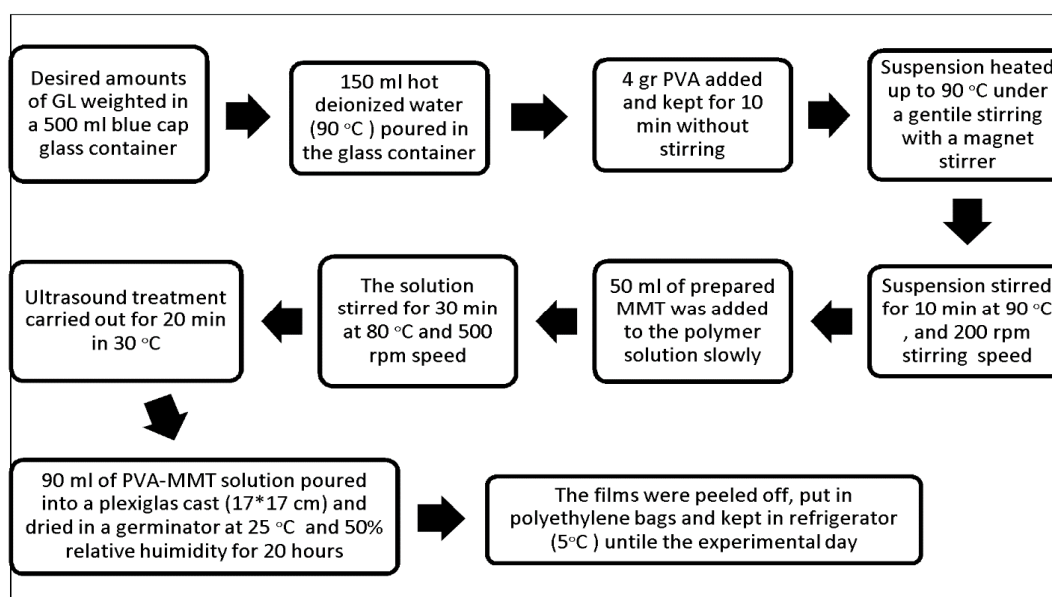 Desired amounts
of GL weighted in
a 500 ml blue cap
glass container
150 ml hot
deionized water
(90 °C ) poured in
the glass container
4 gr PVA added
and kept for 10
min without
stirring
Suspension heated
up to 90 °C under
a gentile stirring
with a magnet
stirrer
Suspension stirred
for 10 min at 90 °C
, and 200 rpm
stirring speed
50 ml of prepared
MMT was added
to the polymer
solution slowly
The solution
stirred for 30 min
at 80 °C and 500
rpm speed
Ultrasound treatment
carried out for 20 min
in 30 °C
90 ml of PVA-MMT solution poured
into a plexiglas cast (17*17 cm) and
dried in a germinator at 25 °C and 50%
relative huimidity for 20 hours
The films were peeled off, put in
polyethylene bags and kept in refrigerator
(5°C ) untile the experimental day